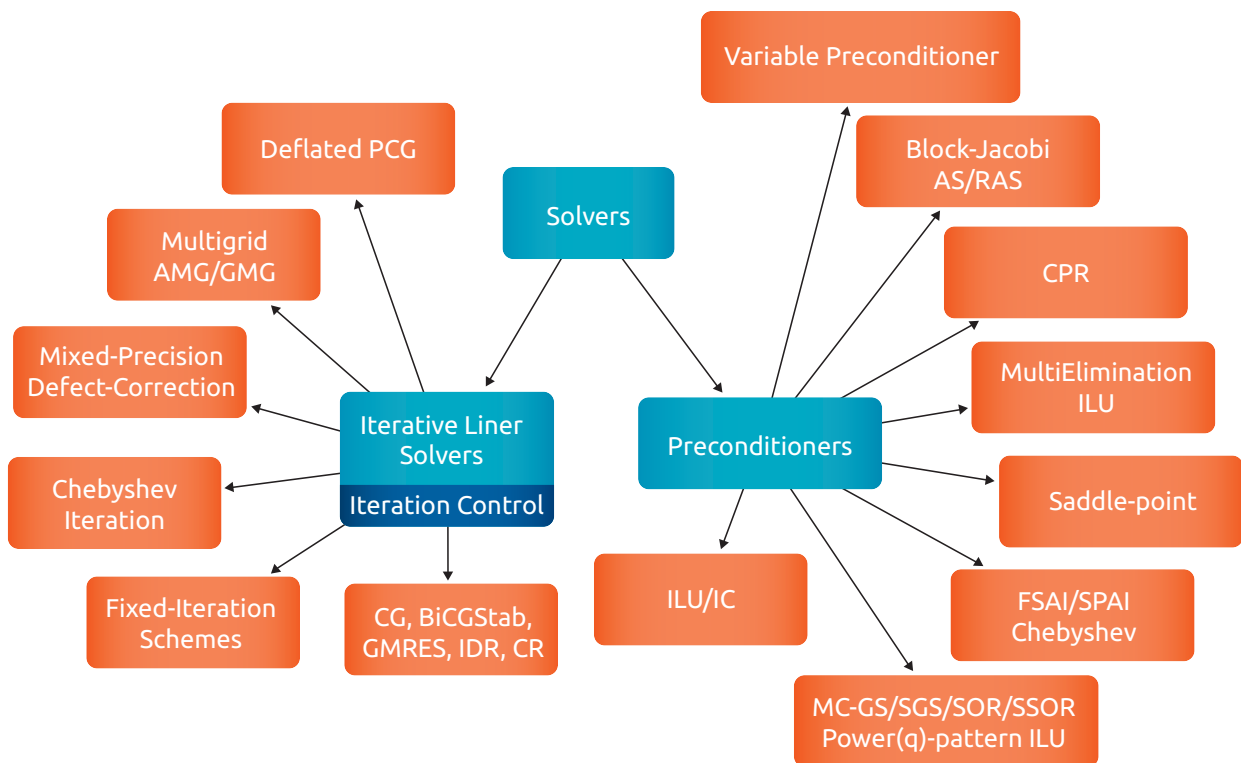 Variable Preconditioner
Deflated PCG
Block-Jacobi
AS/RAS
Solvers
Multigrid
AMG/GMG
CPR
Mixed-Precision
Defect-Correction
MultiElimination
ILU
Iterative Liner
Solvers
Preconditioners
Iteration Control
Chebyshev
Iteration
Saddle-point
ILU/IC
Fixed-Iteration
Schemes
CG, BiCGStab,
GMRES, IDR, CR
FSAI/SPAI
Chebyshev
MC-GS/SGS/SOR/SSOR
Power(q)-pattern ILU